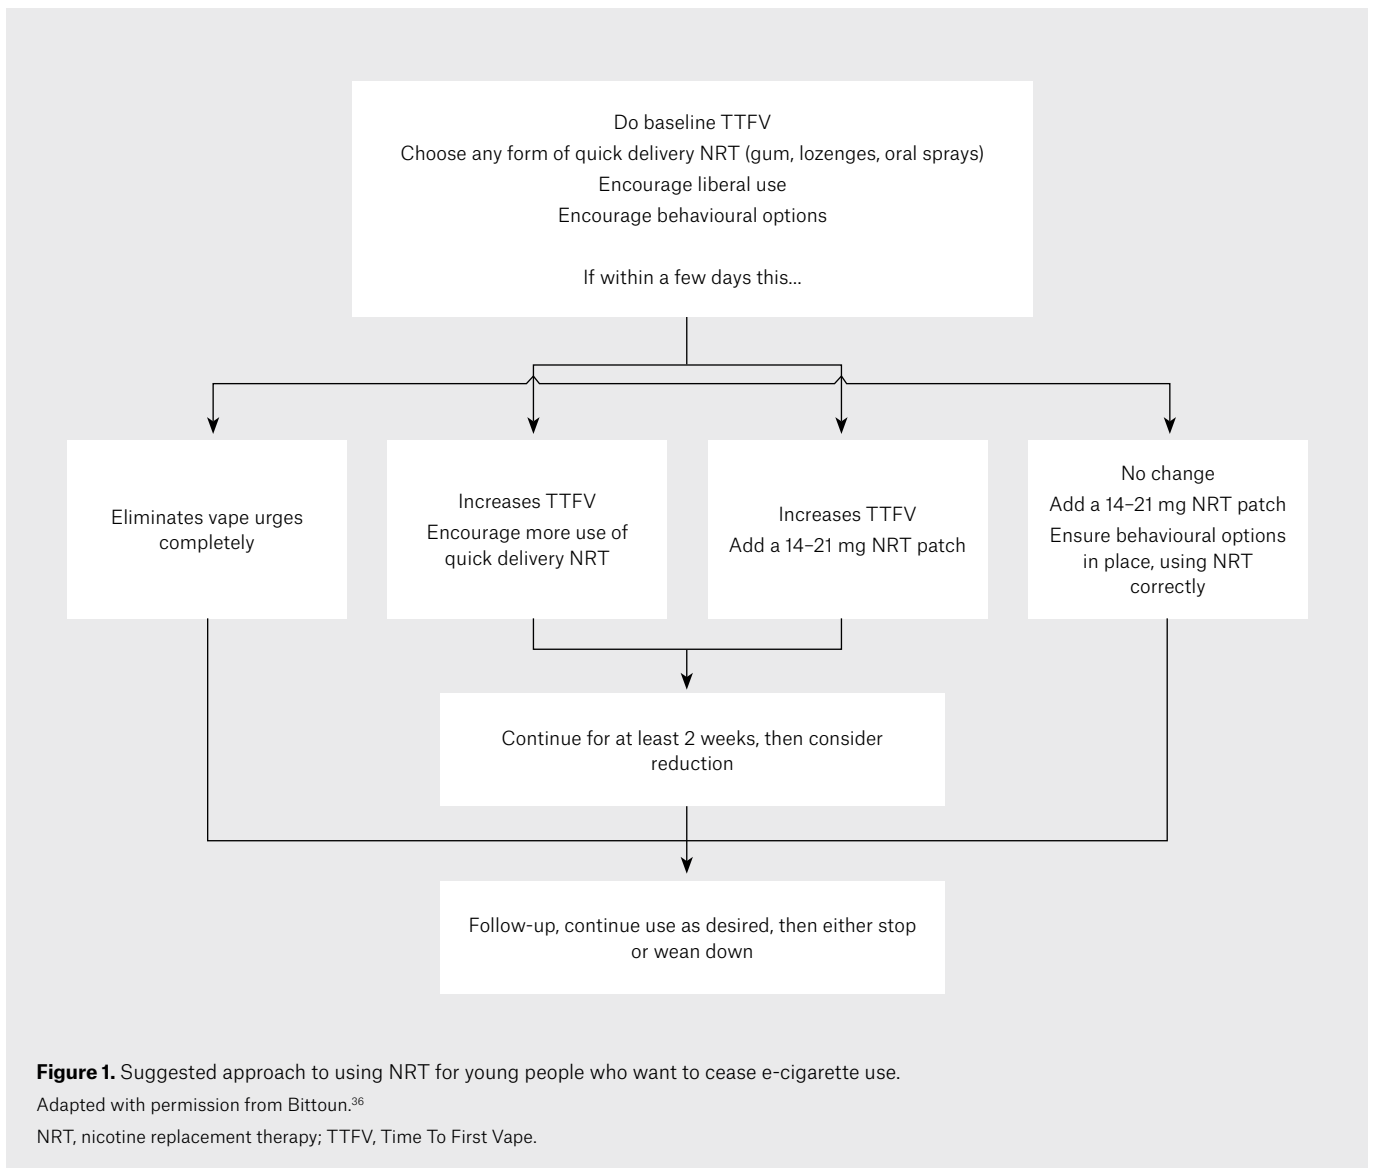 Do baseline TTFV
Choose any form of quick delivery NRT (gum, lozenges, oral sprays)
Encourage liberal use
Encourage behavioural options
If within a few days this...
Eliminates vape urges
completely
Increases TTFV
Encourage more use of
quick delivery NRT
Increases TTFV
Add a 14–21 mg NRT patch
No change
Add a 14–21 mg NRT patch
Ensure behavioural options
in place, using NRT
correctly
Continue for at least 2 weeks, then consider
reduction
Follow-up, continue use as desired, then either stop
or wean down
Figure 1. Suggested approach to using NRT for young people who want to cease e-cigarette use.
Adapted with permission from Bittoun.³⁶
NRT, nicotine replacement therapy; TTFV, Time To First Vape.